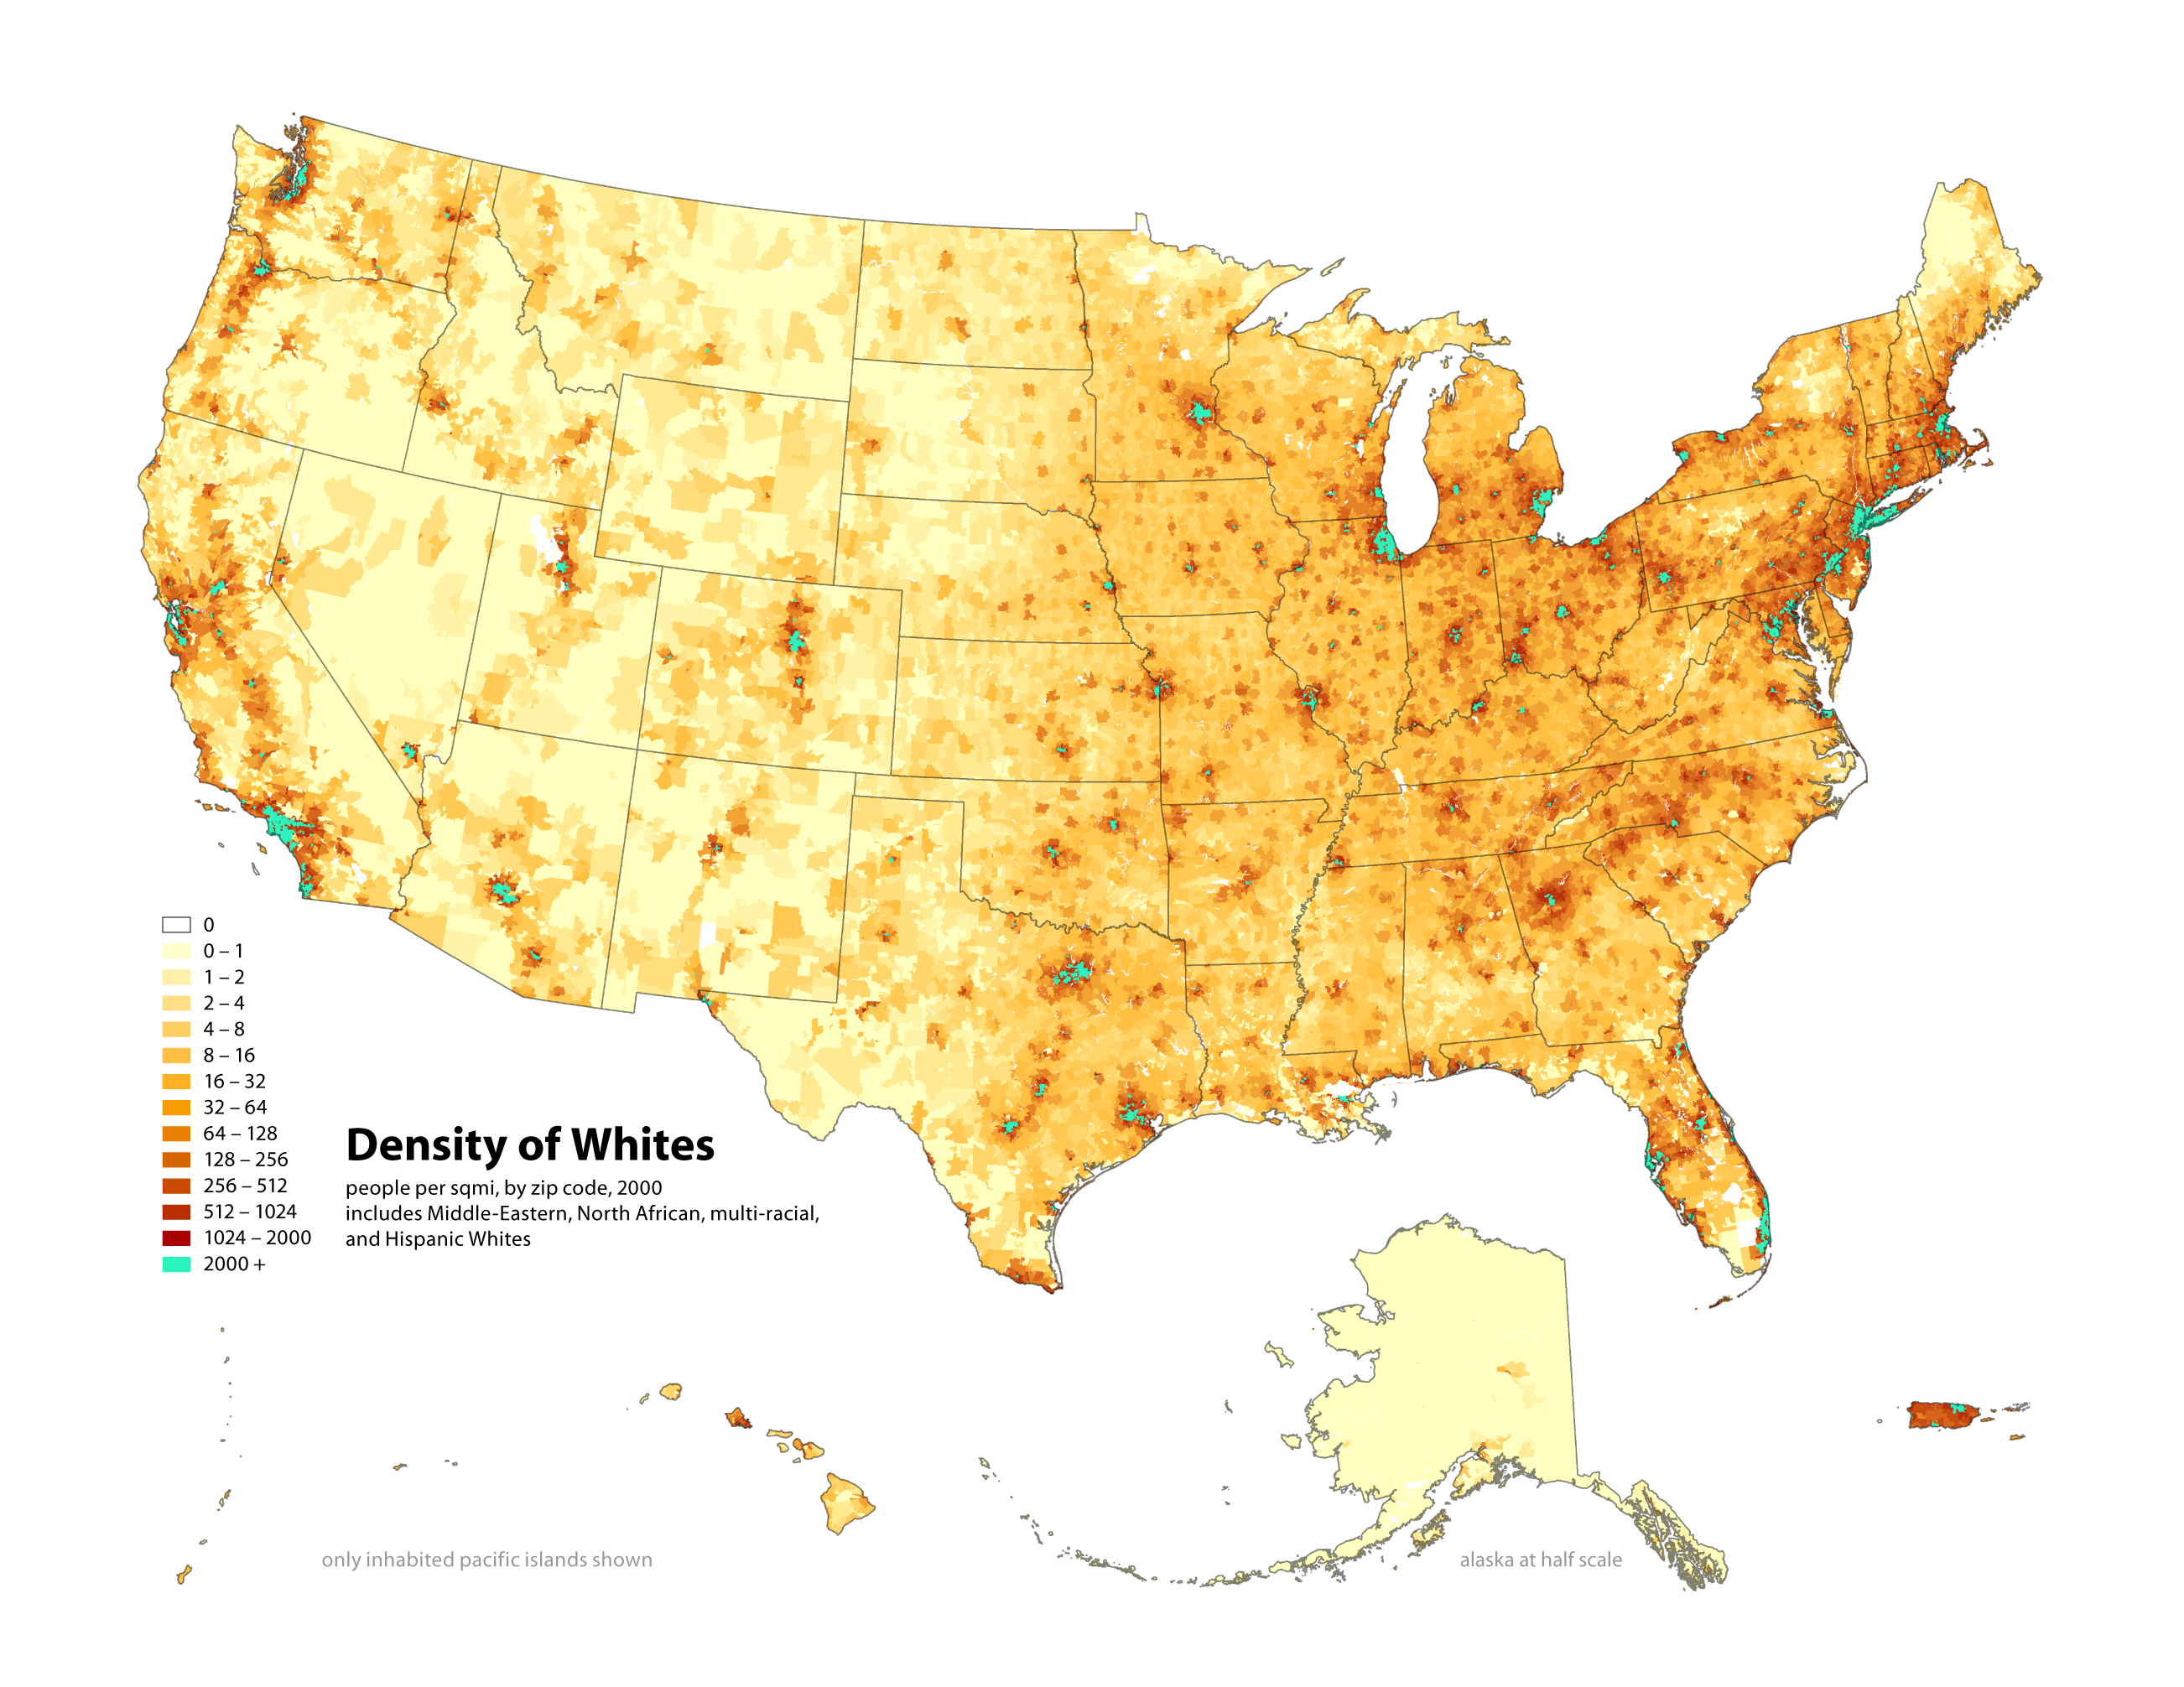 0
0 – 1
1 – 2
2 – 4
4 – 8
8 – 16
16 – 32
32 – 64
64 – 128
128 – 256
256 – 512
512 – 1024
1024 – 2000
2000 +
Density of Whites
people per sqmi, by zip code, 2000
includes Middle-Eastern, North African, multi-racial,
and Hispanic Whites
only inhabited pacific islands shown
alaska at half scale